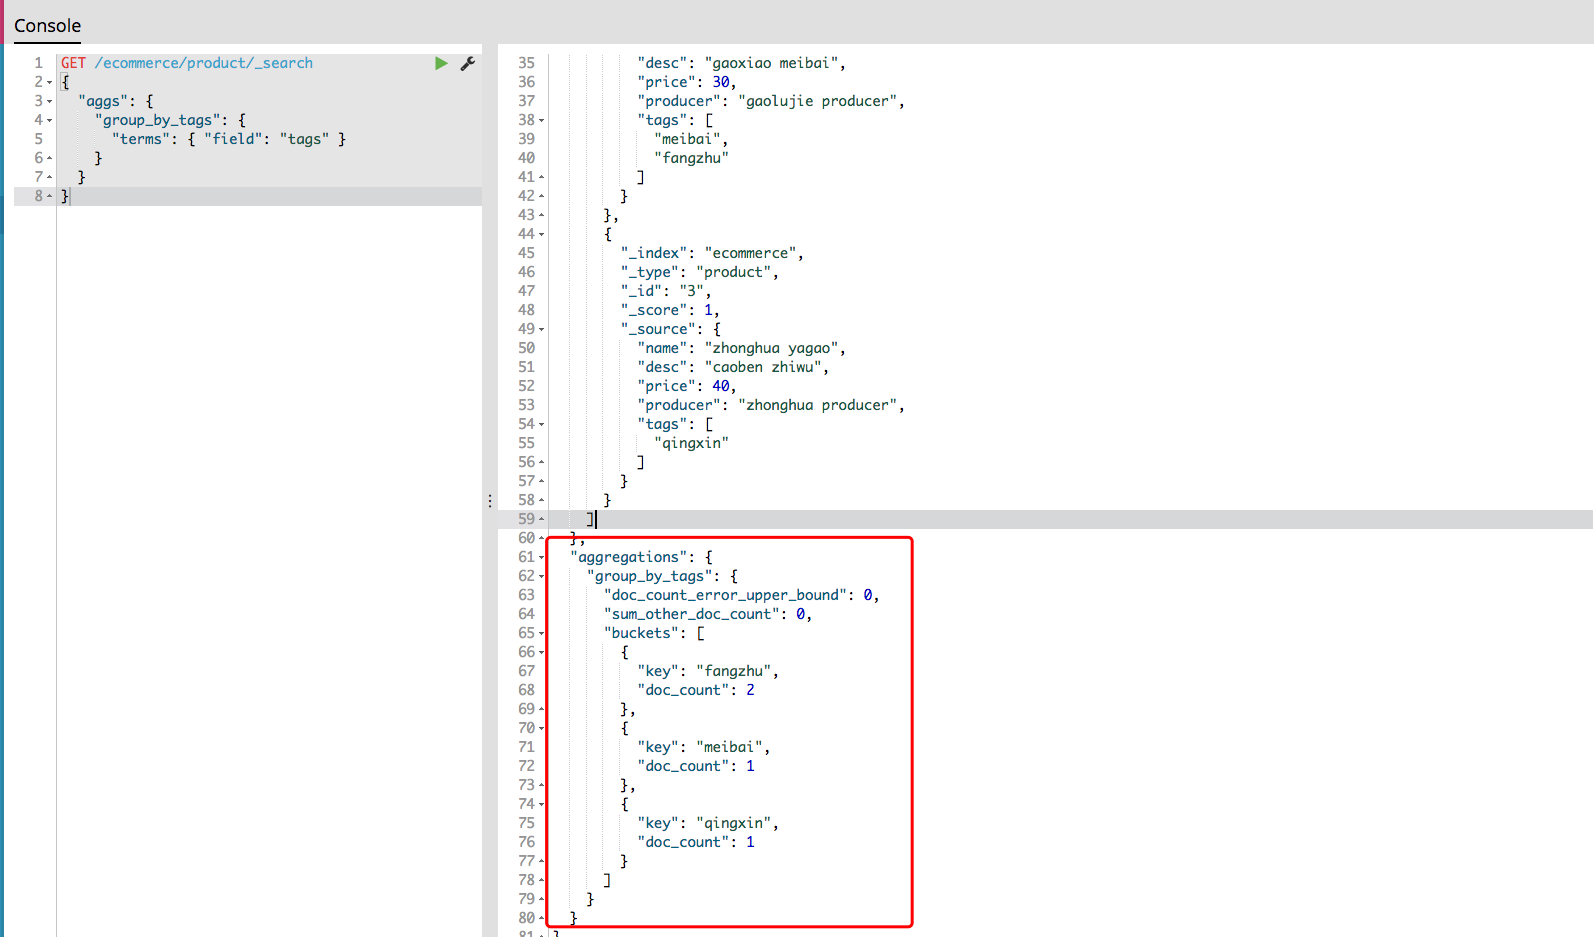 Console
1 GET /ecommerce/product/_search
2 {
3 "aggs": {
4 "group_by_tags": {
5 "terms": { "field": "tags" }
6 }
7 }
8 }
35 "desc": "gaoxiao meibai",
36 "price": 30,
37 "producer": "gaolujie producer",
38 "tags": [
39 "meibai",
40 "fangzhu"
41 ]
42 }
43 },
44 {
45 "_index": "ecommerce",
46 "_type": "product",
47 "_id": "3",
48 "_score": 1,
49 "_source": {
50 "name": "zhonghua yagao",
51 "desc": "caoben zhiwu",
52 "price": 40,
53 "producer": "zhonghua producer",
54 "tags": [
55 "qingxin"
56 ]
57 }
58 }
59 ]
60 },
61 "aggregations": {
62 "group_by_tags": {
63 "doc_count_error_upper_bound": 0,
64 "sum_other_doc_count": 0,
65 "buckets": [
66 {
67 "key": "fangzhu",
68 "doc_count": 2
69 },
70 {
71 "key": "meibai",
72 "doc_count": 1
73 },
74 {
75 "key": "qingxin",
76 "doc_count": 1
77 }
78 ]
79 }
80 }
81 }